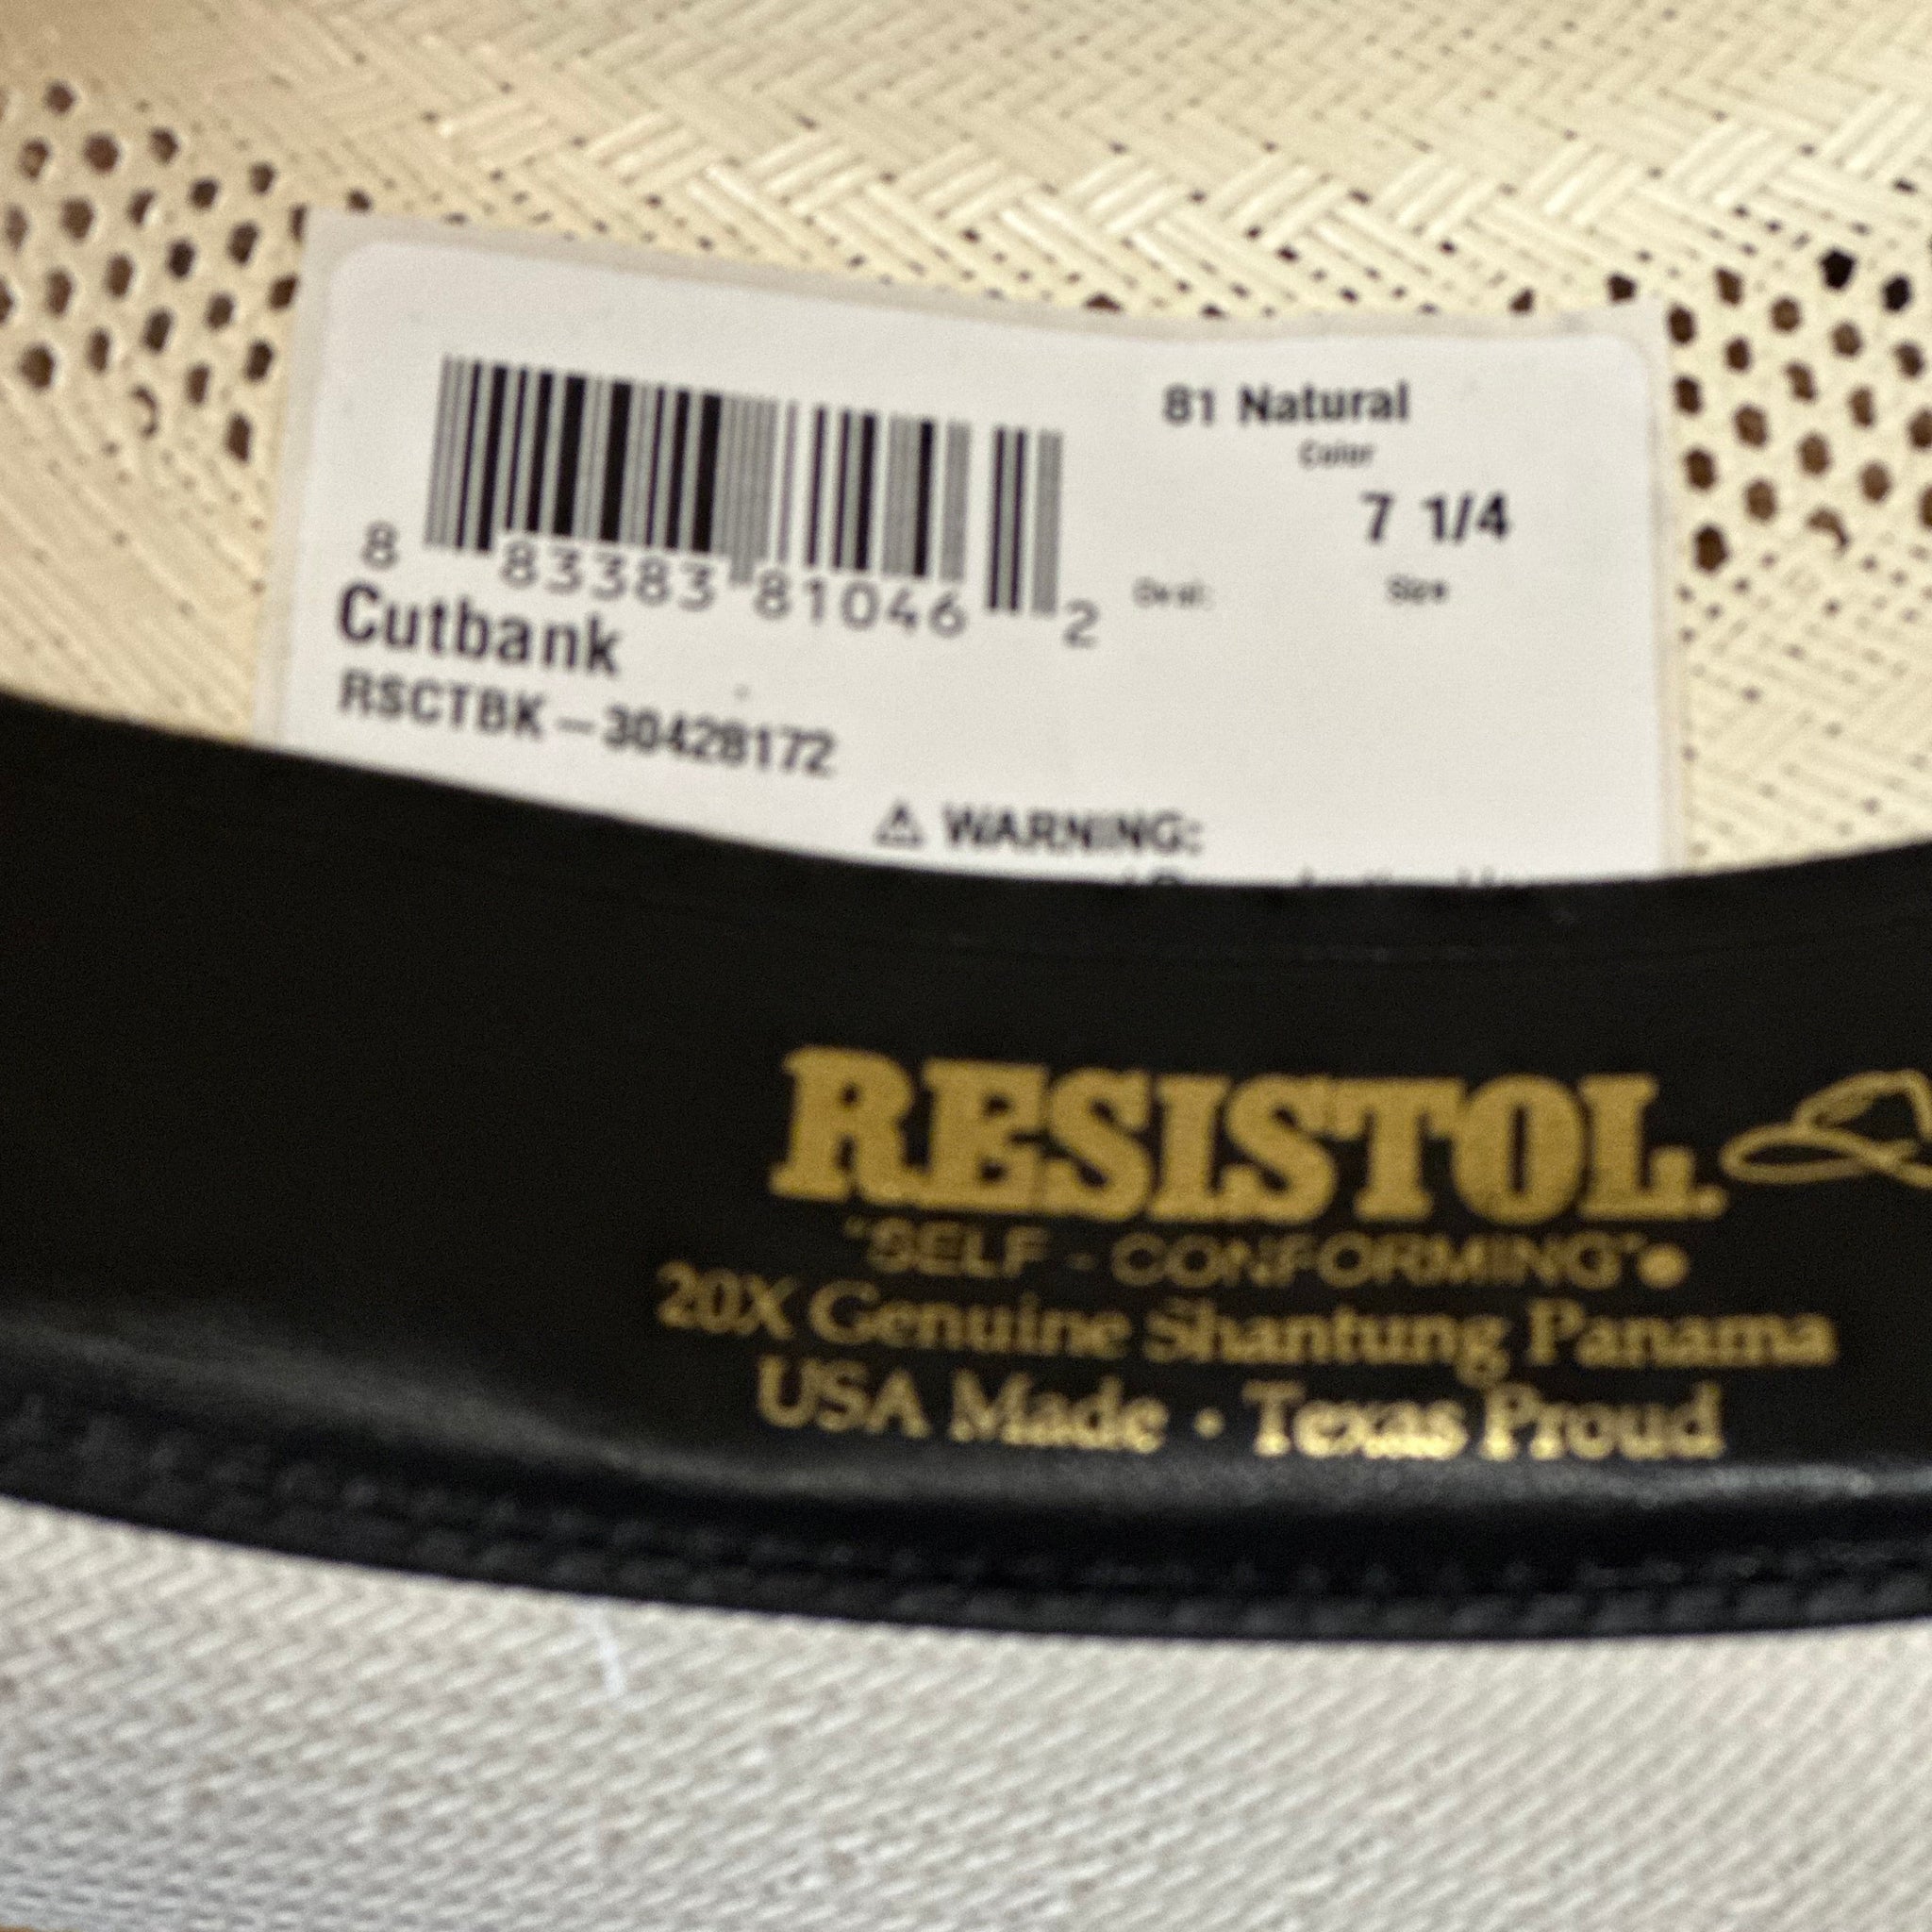 81 Natural
Color
7 1/4
Size
8 83383 81046 2
Cutbank
RSCTBK-30428172
⚠ WARNING:
RESISTOL
"SELF - CONFORMING"
20X Genuine Shantung Panama
USA Made • Texas Proud